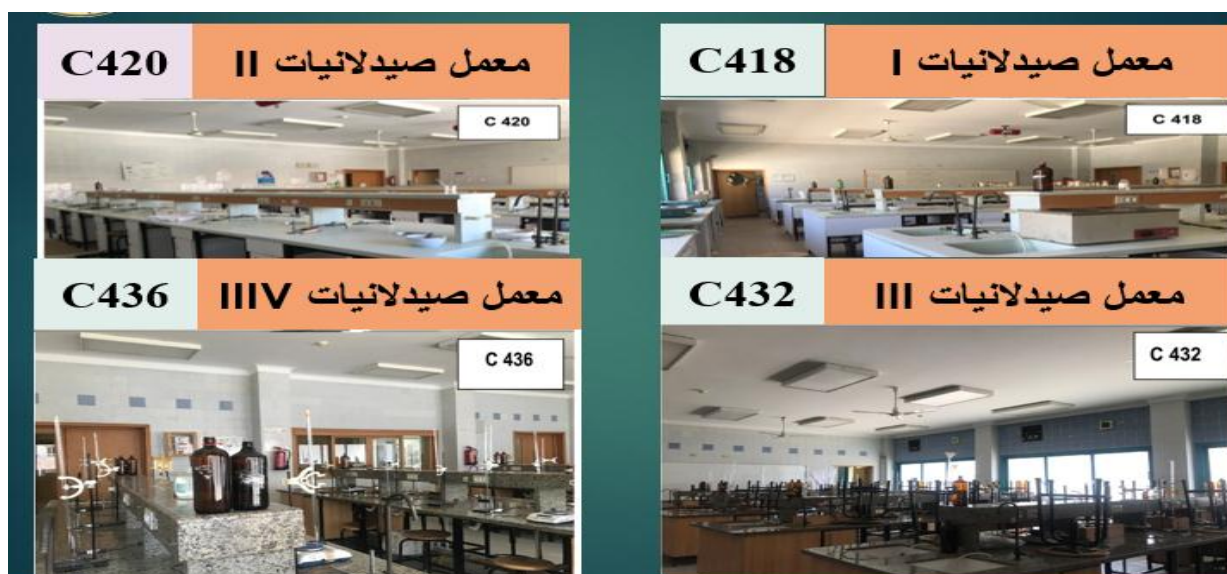 معمل صيدلانيات I C418
C 418
معمل صيدلانيات II C420
C 420
معمل صيدلانيات III C432
C 432
معمل صيدلانيات IIIV C436
C 436